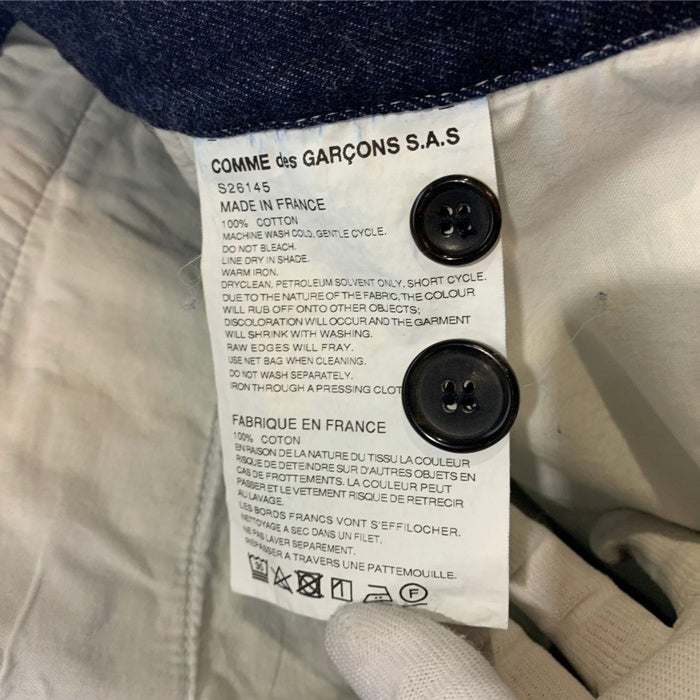 COMME des GARÇONS S.A.S
S26145
MADE IN FRANCE
100% COTTON
MACHINE WASH COLD, GENTLE CYCLE.
DO NOT BLEACH.
LINE DRY IN SHADE.
WARM IRON.
DRYCLEAN, PETROLEUM SOLVENT ONLY, SHORT CYCLE.
DUE TO THE NATURE OF THE FABRIC, THE COLOUR
WILL RUB OFF ONTO OTHER OBJECTS;
DISCOLORATION WILL OCCUR AND THE GARMENT
WILL SHRINK WITH WASHING.
RAW EDGES WILL FRAY.
USE NET BAG WHEN CLEANING.
DO NOT WASH SEPARATELY.
IRON THROUGH A PRESSING CLOT
FABRIQUE EN FRANCE
100% COTON
EN RAISON DE LA NATURE DU TISSU LA COULEUR
RISQUE DE DETEINDRE SUR D'AUTRES OBJETS EN
CAS DE FROTTEMENTS. LA COULEUR PEUT
PASSER ET LE VETEMENT RISQUE DE RETRECIR
AU LAVAGE.
LES BORDS FRANCS VONT S'EFFILOCHER.
NETTOYAGE A SEC DANS UN FILET.
NE PAS LAVER SEPAREMENT.
REPASSER A TRAVERS UNE PATTEMOUILLE.
30 F